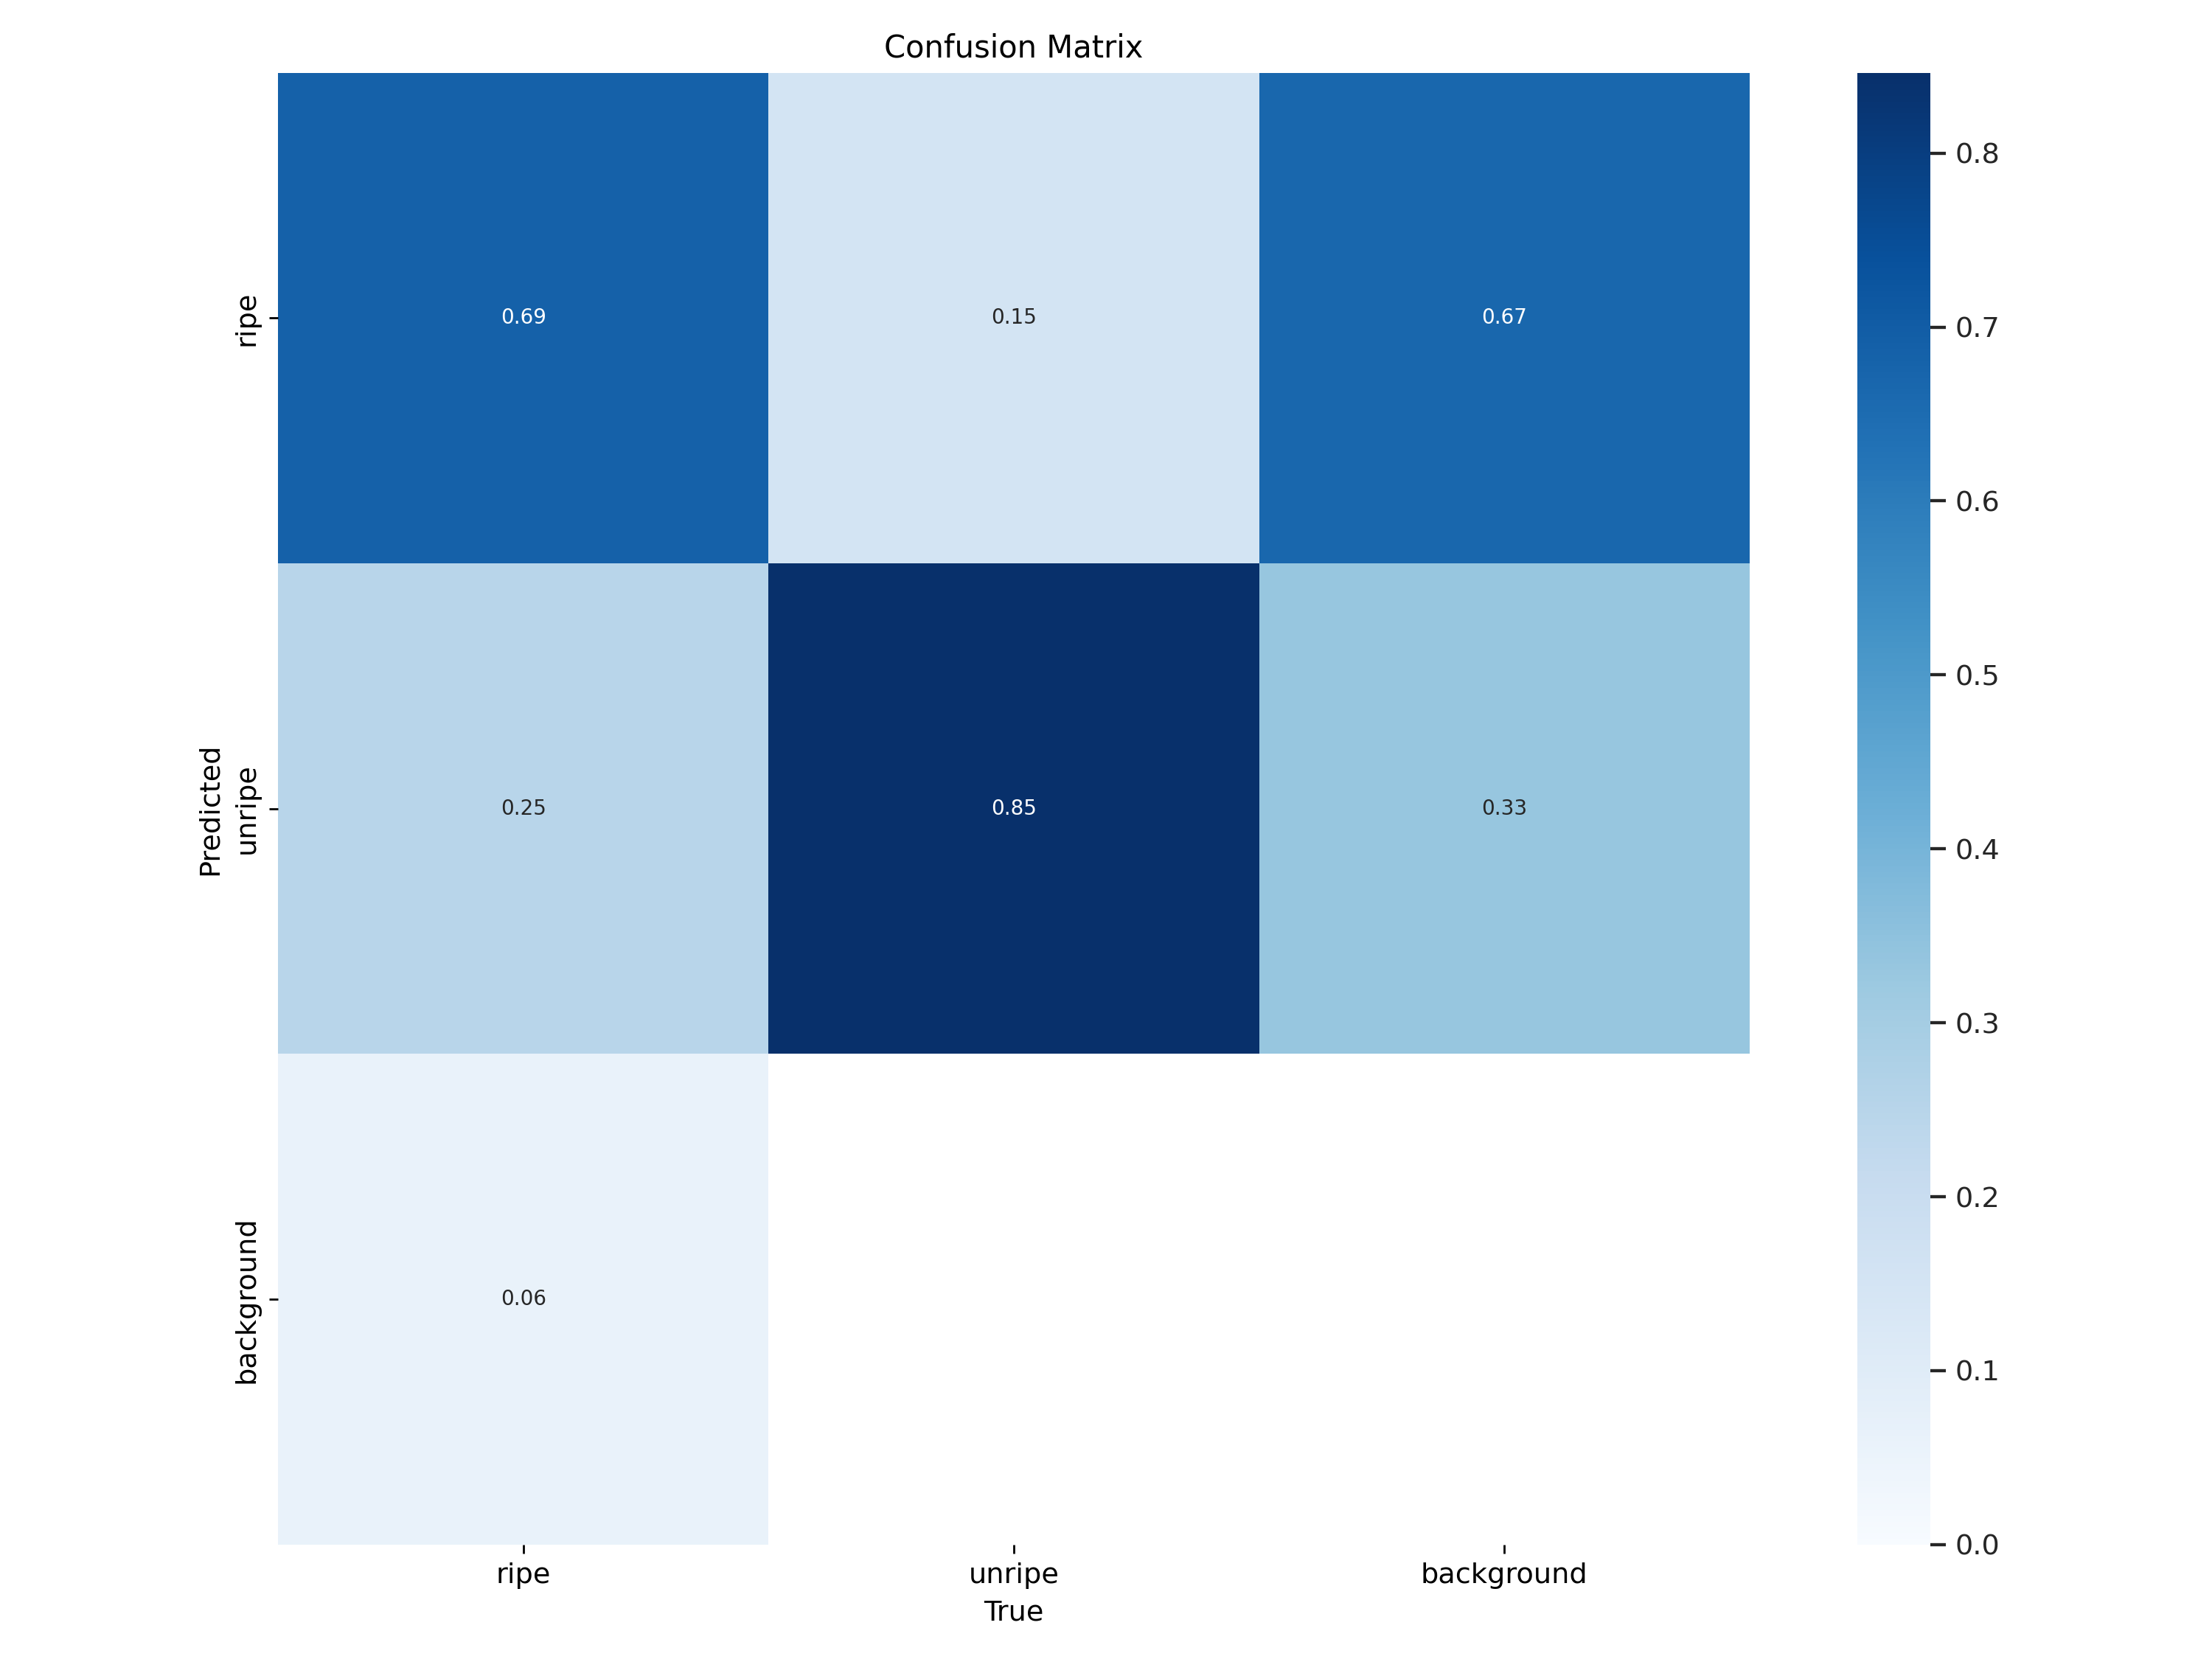 Confusion Matrix
Predicted
ripe
0.69 0.15 0.67
unripe
0.25 0.85 0.33
background
0.06
ripe unripe background
True
0.8
0.7
0.6
0.5
0.4
0.3
0.2
0.1
0.0